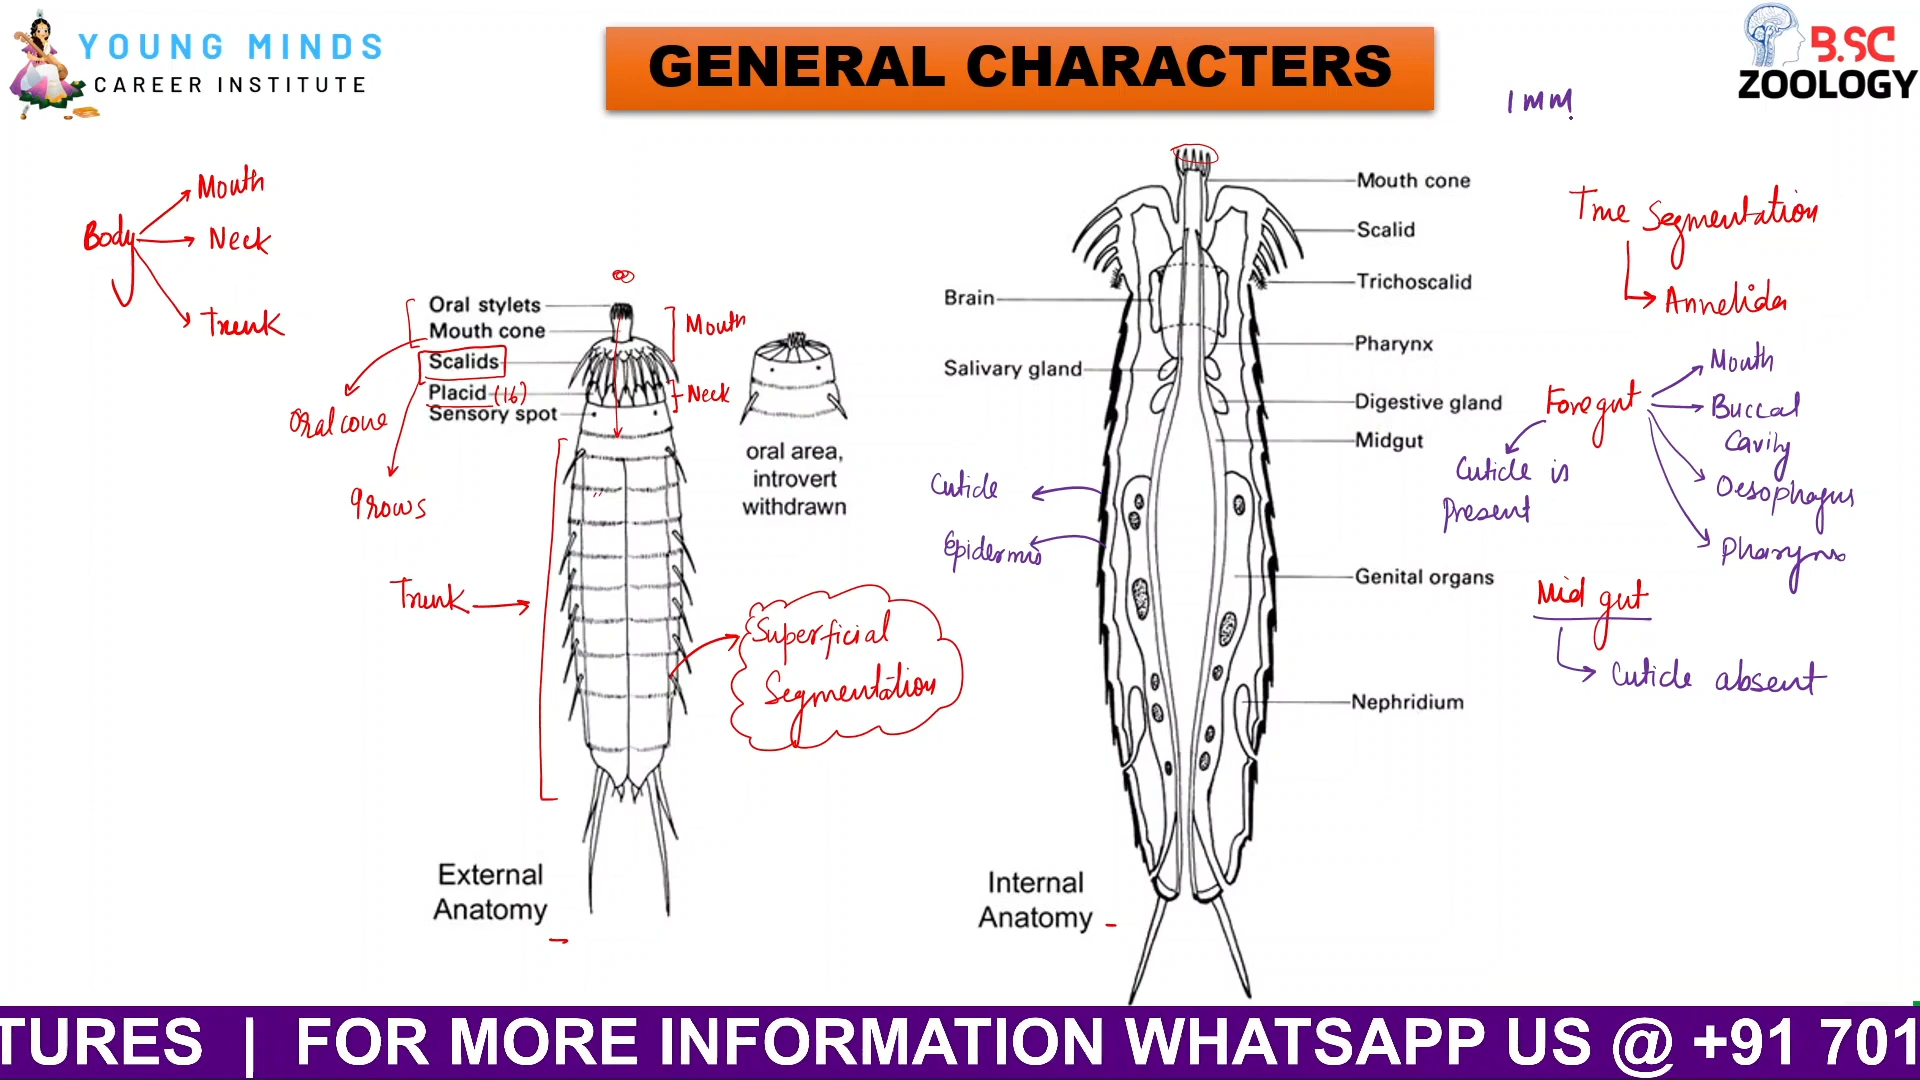 YOUNG MINDS
CAREER INSTITUTE
GENERAL CHARACTERS
B.SC
ZOOLOGY
1 mm
Body
Mouth
Neck
Trunk
Oral stylets
Mouth cone
Scalids
Placid (16)
Sensory spot
Mouth
Neck
Oral cone
9 rows
Trunk
oral area,
introvert
withdrawn
Superficial
Segmentation
External
Anatomy
Brain
Salivary gland
Cuticle
Epidermis
Mouth cone
Scalid
Trichoscalid
Pharynx
Digestive gland
Midgut
Genital organs
Nephridium
Internal
Anatomy
True Segmentation
Annelida
Foregut
Mouth
Buccal
Cavity
Oesophagus
Pharynx
Cuticle is
Present
Mid gut
Cuticle absent
TURES | FOR MORE INFORMATION WHATSAPP US @ +91 701